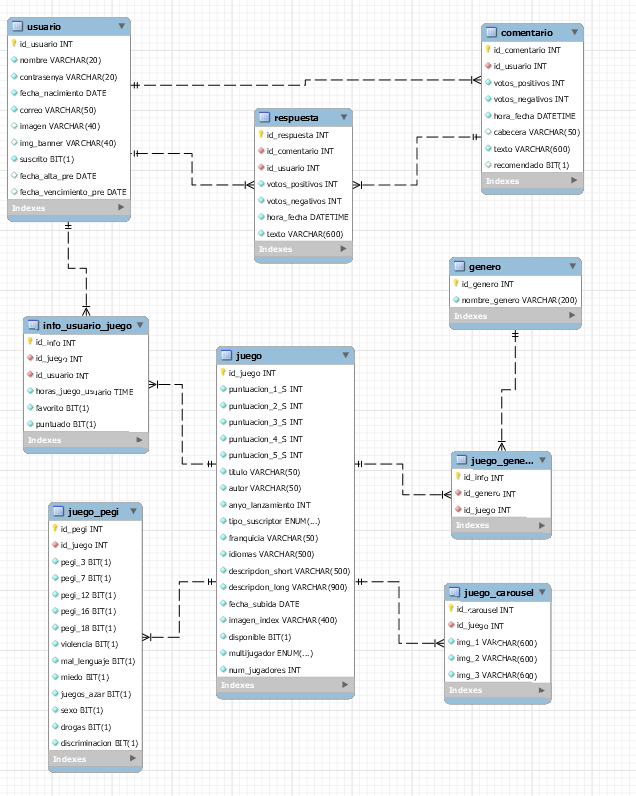 usuario
id_usuario INT
nombre VARCHAR(20)
contrasenya VARCHAR(20)
fecha_nacimiento DATE
correo VARCHAR(50)
imagen VARCHAR(40)
img_banner VARCHAR(40)
suscrito BIT(1)
fecha_alta_pre DATE
fecha_vencimiento_pre DATE
Indexes
comentario
id_comentario INT
id_usuario INT
votos_positivos INT
votos_negativos INT
hora_fecha DATETIME
cabecera VARCHAR(50)
texto VARCHAR(600)
recomendado BIT(1)
Indexes
respuesta
id_respuesta INT
id_comentario INT
id_usuario INT
votos_positivos INT
votos_negativos INT
hora_fecha DATETIME
texto VARCHAR(600)
Indexes
genero
id_genero INT
nombre_genero VARCHAR(200)
Indexes
info_usuario_juego
id_info INT
id_juego INT
id_usuario INT
horas_juego_usuario TIME
favorito BIT(1)
puntuado BIT(1)
Indexes
juego
id_juego INT
puntuacion_1_S INT
puntuacion_2_S INT
puntuacion_3_S INT
puntuacion_4_S INT
puntuacion_5_S INT
titulo VARCHAR(50)
autor VARCHAR(50)
anyo_lanzamiento INT
tipo_suscriptor ENUM(...)
franquicia VARCHAR(50)
idiomas VARCHAR(500)
descripcion_short VARCHAR(500)
descripcion_long VARCHAR(900)
fecha_subida DATE
imagen_index VARCHAR(400)
disponible BIT(1)
multijugador ENUM(...)
num_jugadores INT
Indexes
juego_gene...
id_info INT
id_genero INT
id_juego INT
Indexes
juego_pegi
id_pegi INT
id_juego INT
pegi_3 BIT(1)
pegi_7 BIT(1)
pegi_12 BIT(1)
pegi_16 BIT(1)
pegi_18 BIT(1)
violencia BIT(1)
mal_lenguaje BIT(1)
miedo BIT(1)
juegos_azar BIT(1)
sexo BIT(1)
drogas BIT(1)
discriminacion BIT(1)
Indexes
juego_carousel
id_carousel INT
id_juego INT
img_1 VARCHAR(600)
img_2 VARCHAR(600)
img_3 VARCHAR(600)
Indexes